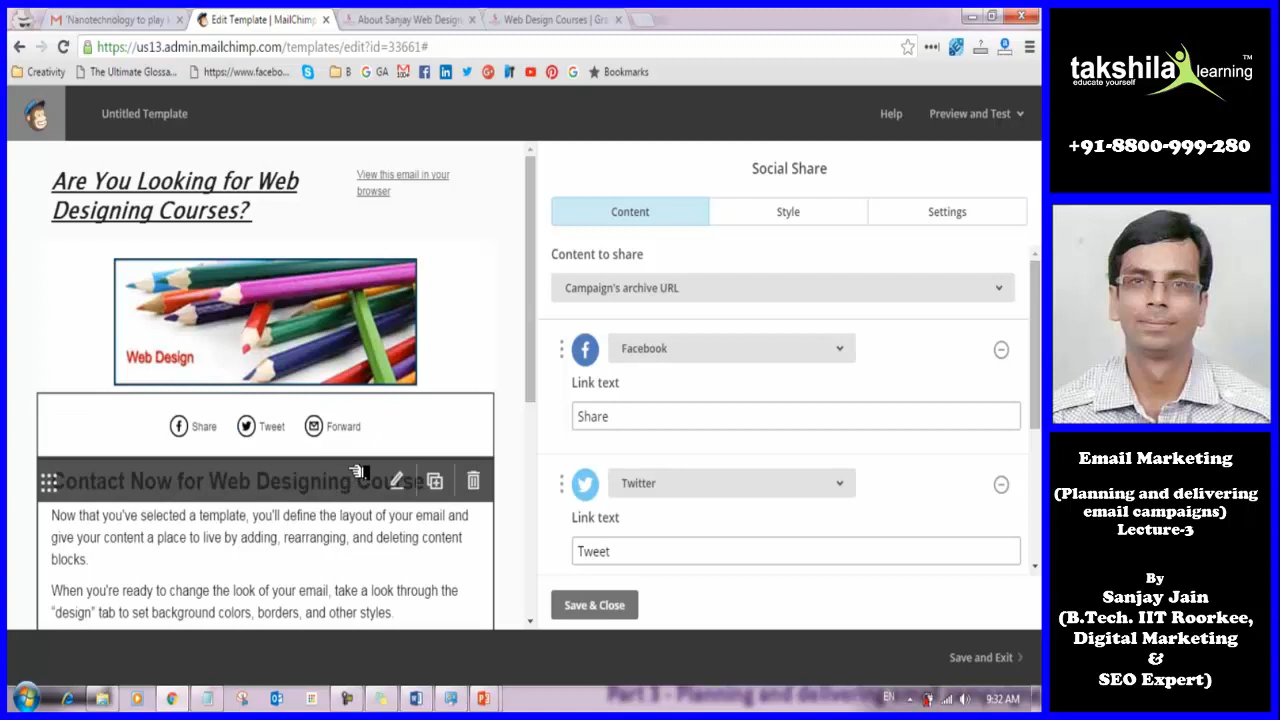 'Nanotechnology to play i
Edit Template | MailChimp
About Sanjay Web Design
Web Design Courses | Gra
https://us13.admin.mailchimp.com/templates/edit?id=33661#
Creativity
The Ultimate Glossa...
https://www.facebo...
B
GA
Bookmarks
Untitled Template
Help
Preview and Test
Are You Looking for Web
Designing Courses?
View this email in your
browser
Web Design
Share
Tweet
Forward
Contact Now for Web Designing Course
Now that you've selected a template, you'll define the layout of your email and
give your content a place to live by adding, rearranging, and deleting content
blocks.
When you're ready to change the look of your email, take a look through the
"design" tab to set background colors, borders, and other styles.
Social Share
Content
Style
Settings
Content to share
Campaign's archive URL
Facebook
Link text
Share
Twitter
Link text
Tweet
Save & Close
Save and Exit
EN
9:32 AM
takshila learning
educate yourself
+91-8800-999-280
Email Marketing
(Planning and delivering
email campaigns)
Lecture-3
By
Sanjay Jain
(B.Tech. IIT Roorkee,
Digital Marketing
&
SEO Expert)